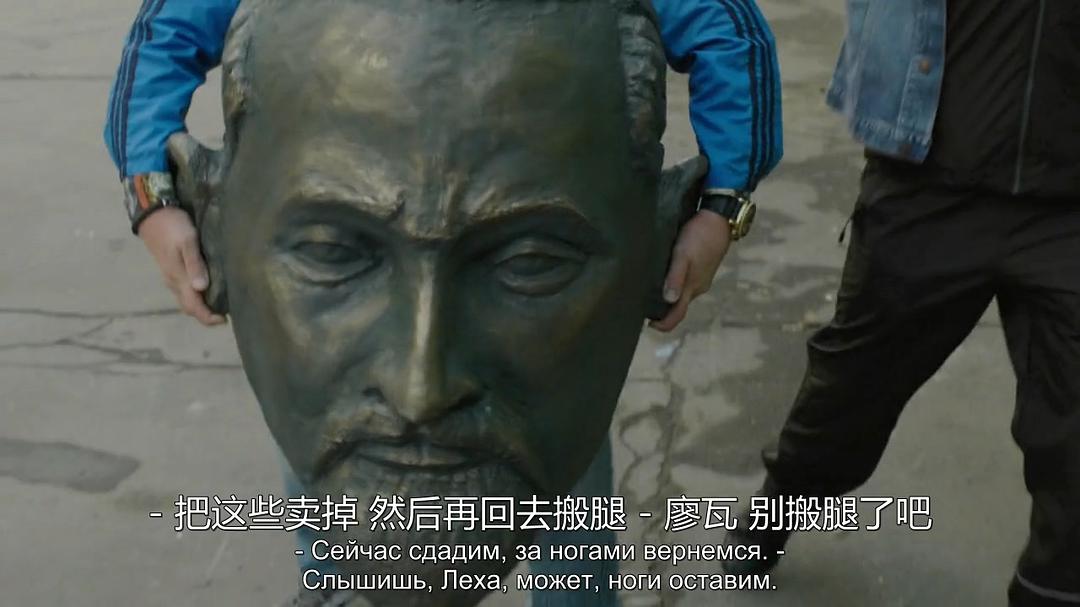 - 把这些卖掉 然后再回去搬腿 - 廖瓦 别搬腿了吧
- Сейчас сдадим, за ногами вернемся. -
Слышишь, Леха, может, ноги оставим.